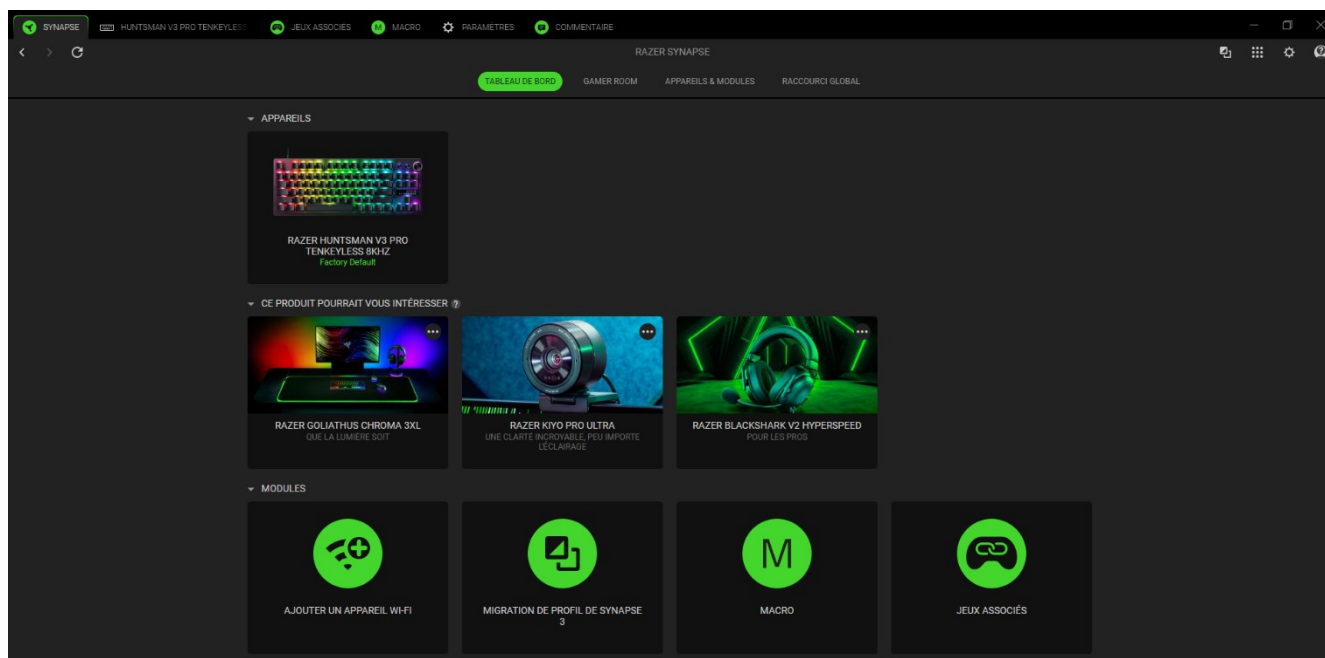 SYNAPSE
HUNTSMAN V3 PRO TENKEYLESS
JEUX ASSOCIÉS
M MACRO
PARAMÈTRES
COMMENTAIRE
RAZER SYNAPSE
TABLEAU DE BORD
GAMER ROOM
APPAREILS & MODULES
RACCOURCI GLOBAL
APPAREILS
RAZER HUNTSMAN V3 PRO
TENKEYLESS 8KHZ
Factory Default
CE PRODUIT POURRAIT VOUS INTÉRESSER ?
RAZER GOLIATHUS CHROMA 3XL
QUE LA LUMIÈRE SOIT
RAZER KIYO PRO ULTRA
UNE CLARTÉ INCROYABLE, PEU IMPORTE
L'ÉCLAIRAGE
RAZER BLACKSHARK V2 HYPERSPEED
POUR LES PROS
MODULES
AJOUTER UN APPAREIL WI-FI
MIGRATION DE PROFIL DE SYNAPSE
3
M
MACRO
JEUX ASSOCIÉS